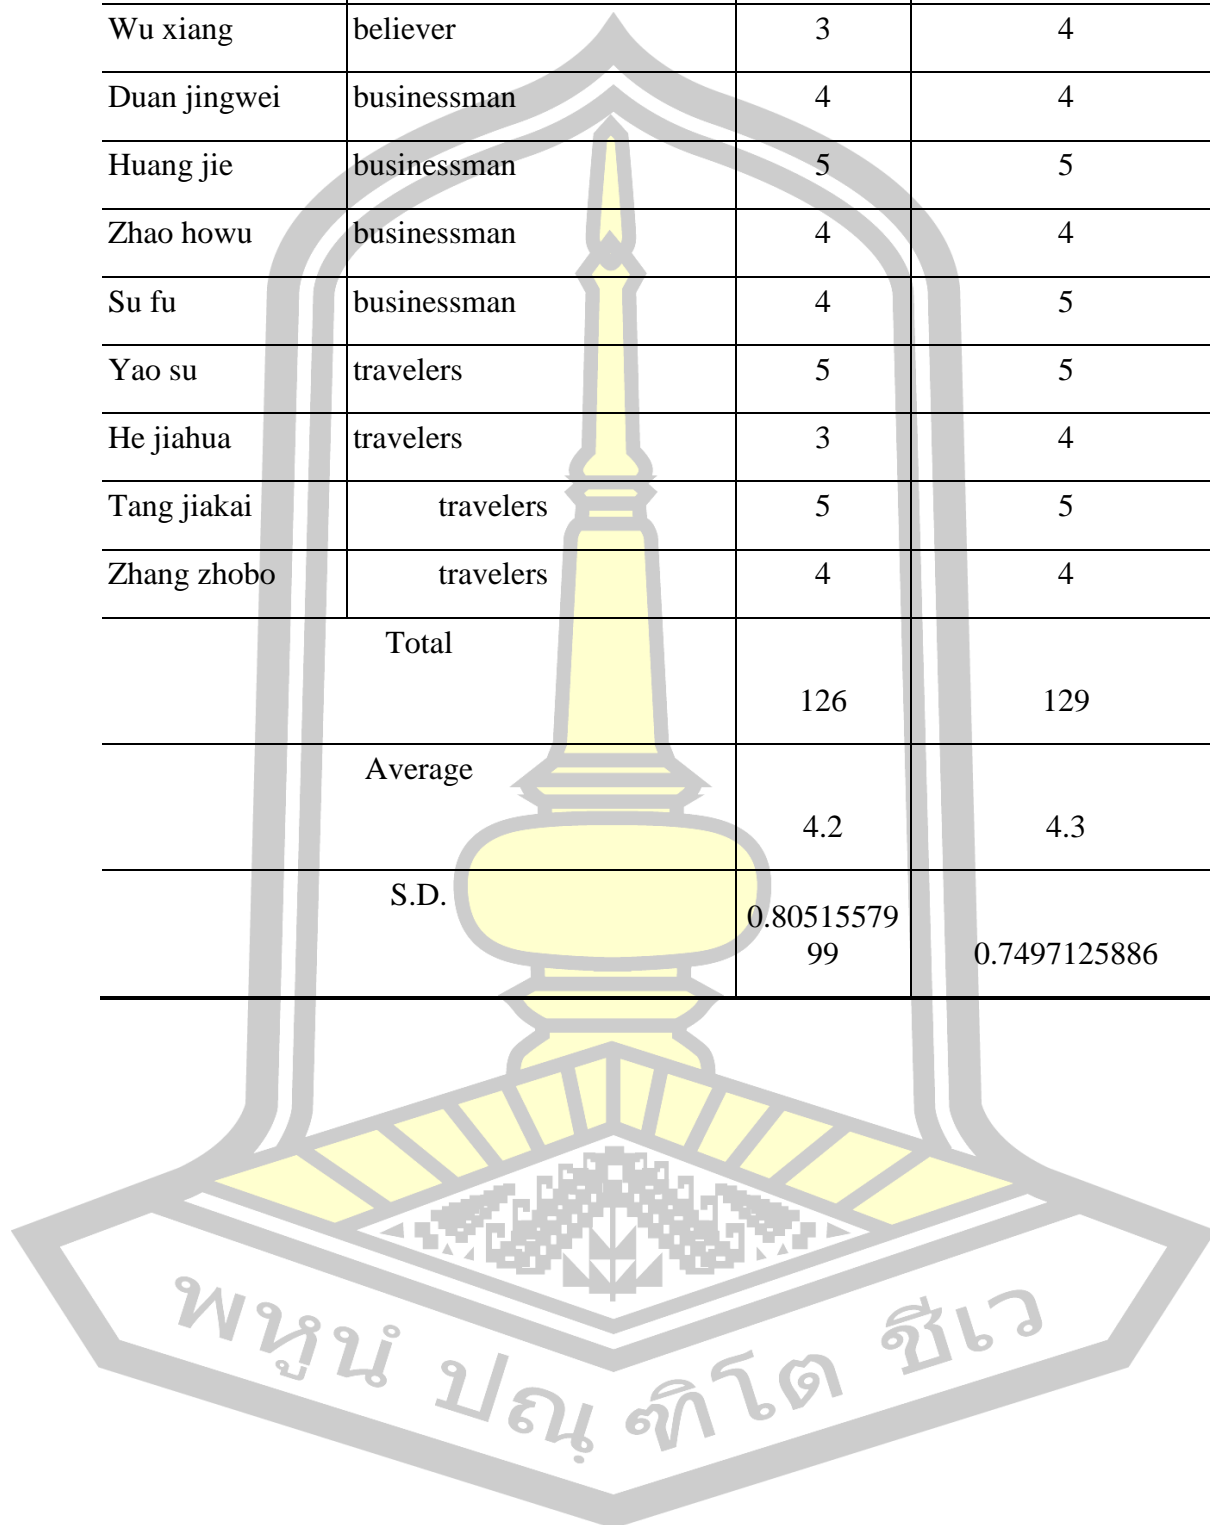 Wu xiang believer 3 4
Duan jingwei businessman 4 4
Huang jie businessman 5 5
Zhao howu businessman 4 4
Su fu businessman 4 5
Yao su travelers 5 5
He jiahua travelers 3 4
Tang jiakai travelers 5 5
Zhang zhobo travelers 4 4
Total
126 129
Average
4.2 4.3
S.D.
0.80515579
99 0.7497125886
พหูนํ ปณฺฑิโต ชีเว